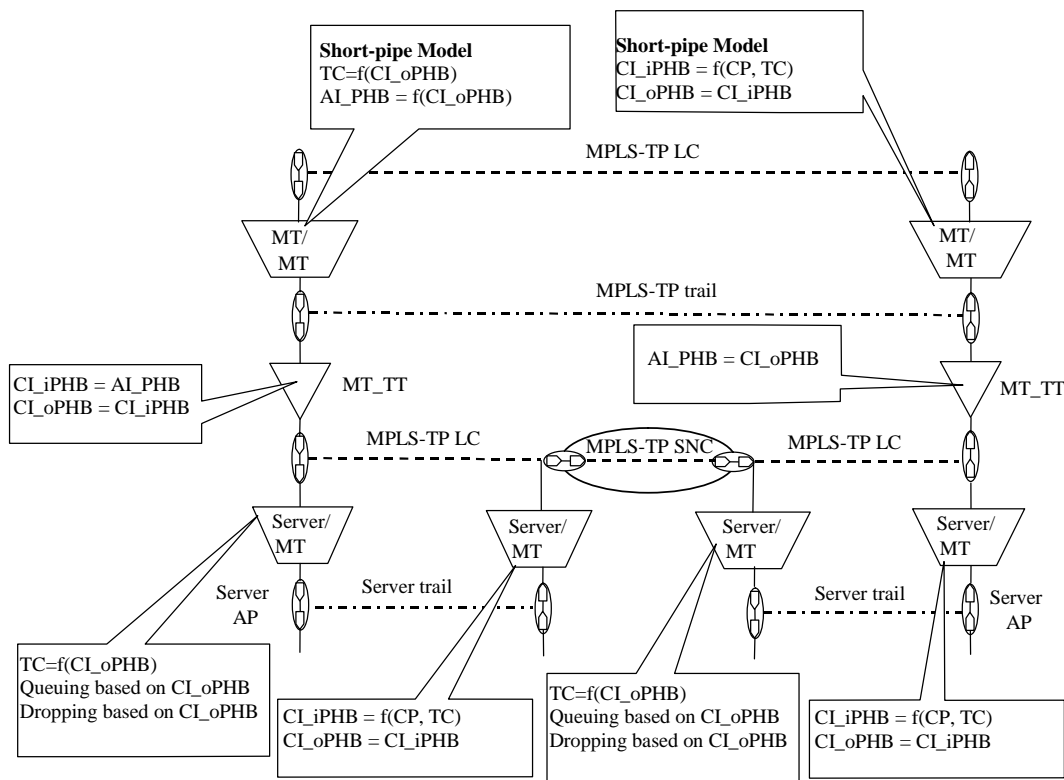 Short-pipe Model
TC=f(CI_oPHB)
AI_PHB = f(CI_oPHB)
Short-pipe Model
CI_iPHB = f(CP, TC)
CI_oPHB = CI_iPHB
MPLS-TP LC
MT/
MT
MT/
MT
MPLS-TP trail
CI_iPHB = AI_PHB
CI_oPHB = CI_iPHB
MT_TT
AI_PHB = CI_oPHB
MT_TT
MPLS-TP LC
MPLS-TP SNC
MPLS-TP LC
Server/
MT
Server/
MT
Server/
MT
Server/
MT
Server
AP
Server trail
Server trail
Server
AP
TC=f(CI_oPHB)
Queuing based on CI_oPHB
Dropping based on CI_oPHB
CI_iPHB = f(CP, TC)
CI_oPHB = CI_iPHB
TC=f(CI_oPHB)
Queuing based on CI_oPHB
Dropping based on CI_oPHB
CI_iPHB = f(CP, TC)
CI_oPHB = CI_iPHB